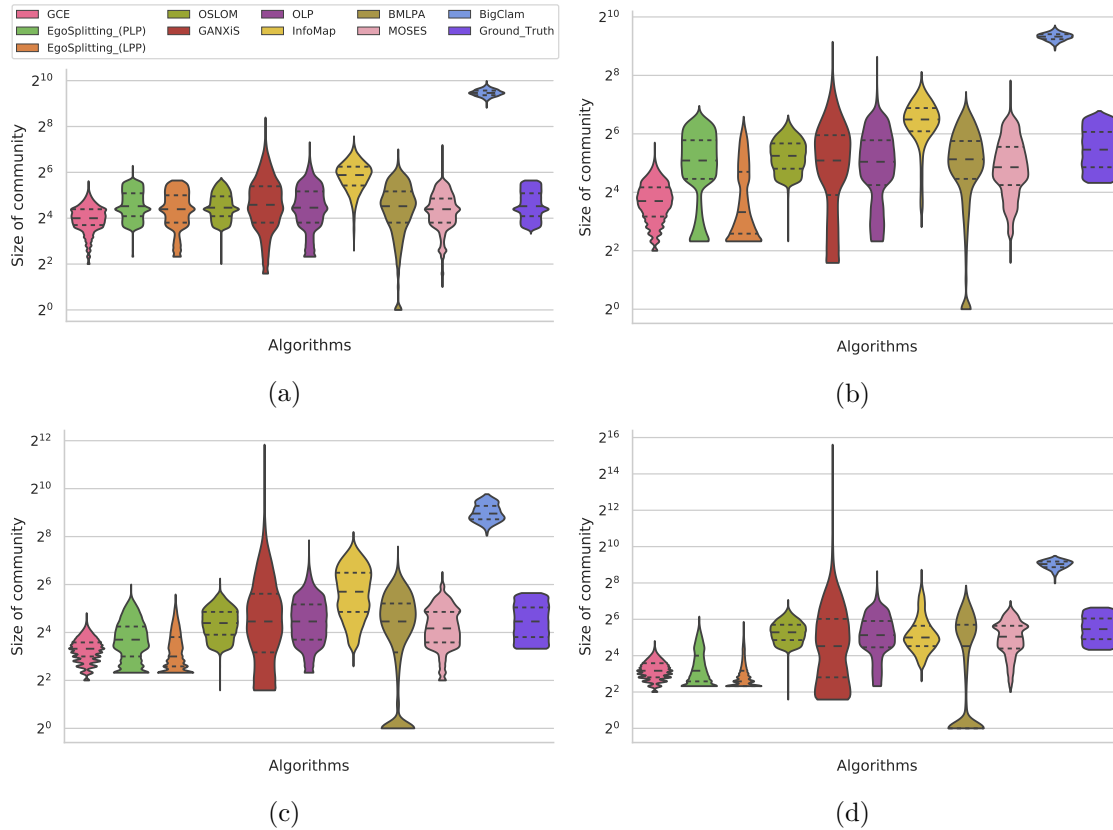 GCE OSLOM OLP BMLPA BigClam
EgoSplitting_(PLP) GANXiS InfoMap MOSES Ground_Truth
EgoSplitting_(LPP)
Size of community
2^10
2^8
2^6
2^4
2^2
2^0
Algorithms
(a)
Size of community
2^10
2^8
2^6
2^4
2^2
2^0
Algorithms
(b)
Size of community
2^12
2^10
2^8
2^6
2^4
2^2
2^0
Algorithms
(c)
Size of community
2^16
2^14
2^12
2^10
2^8
2^6
2^4
2^2
2^0
Algorithms
(d)